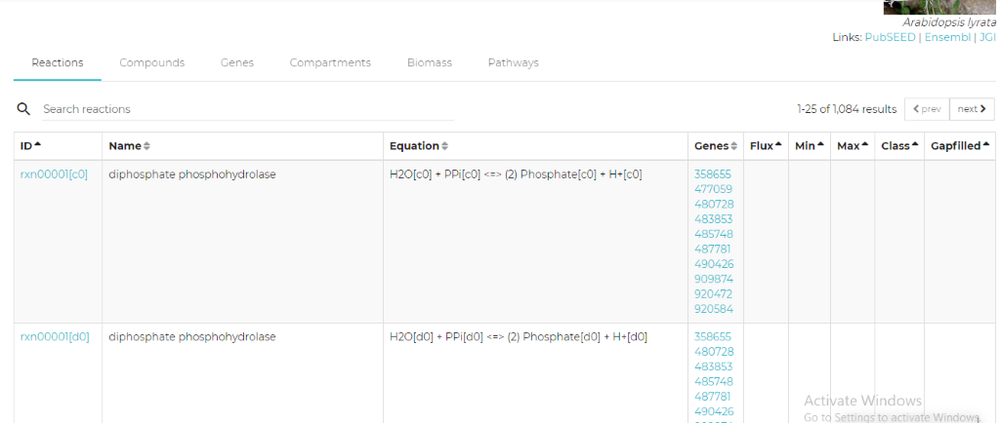 Arabidopsis lyrata
Links: PubSEED | Ensembl | JGI
Reactions Compounds Genes Compartments Biomass Pathways
Search reactions 1-25 of 1,084 results prev next
ID Name Equation Genes Flux Min Max Class Gapfilled
rxn00001[c0] diphosphate phosphohydrolase H2O[c0] + PPi[c0] <=> (2) Phosphate[c0] + H+[c0] 358655
477059
480728
483853
485748
487781
490426
909874
920472
920584
rxn00001[d0] diphosphate phosphohydrolase H2O[d0] + PPi[d0] <=> (2) Phosphate[d0] + H+[d0] 358655
480728
483853
485748
487781
490426
Activate Windows
Go to Settings to activate Windows.